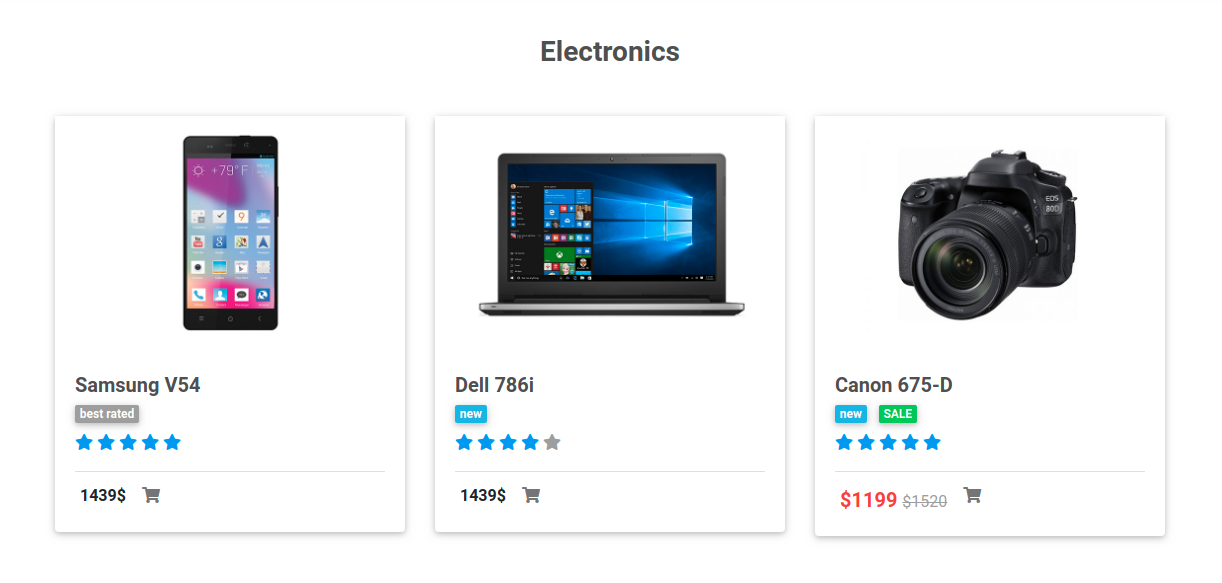 Electronics
+79°F
EOS
80D
Samsung V54
best rated
Dell 786i
new
Canon 675-D
new SALE
1439$
1439$
$1199 $1520